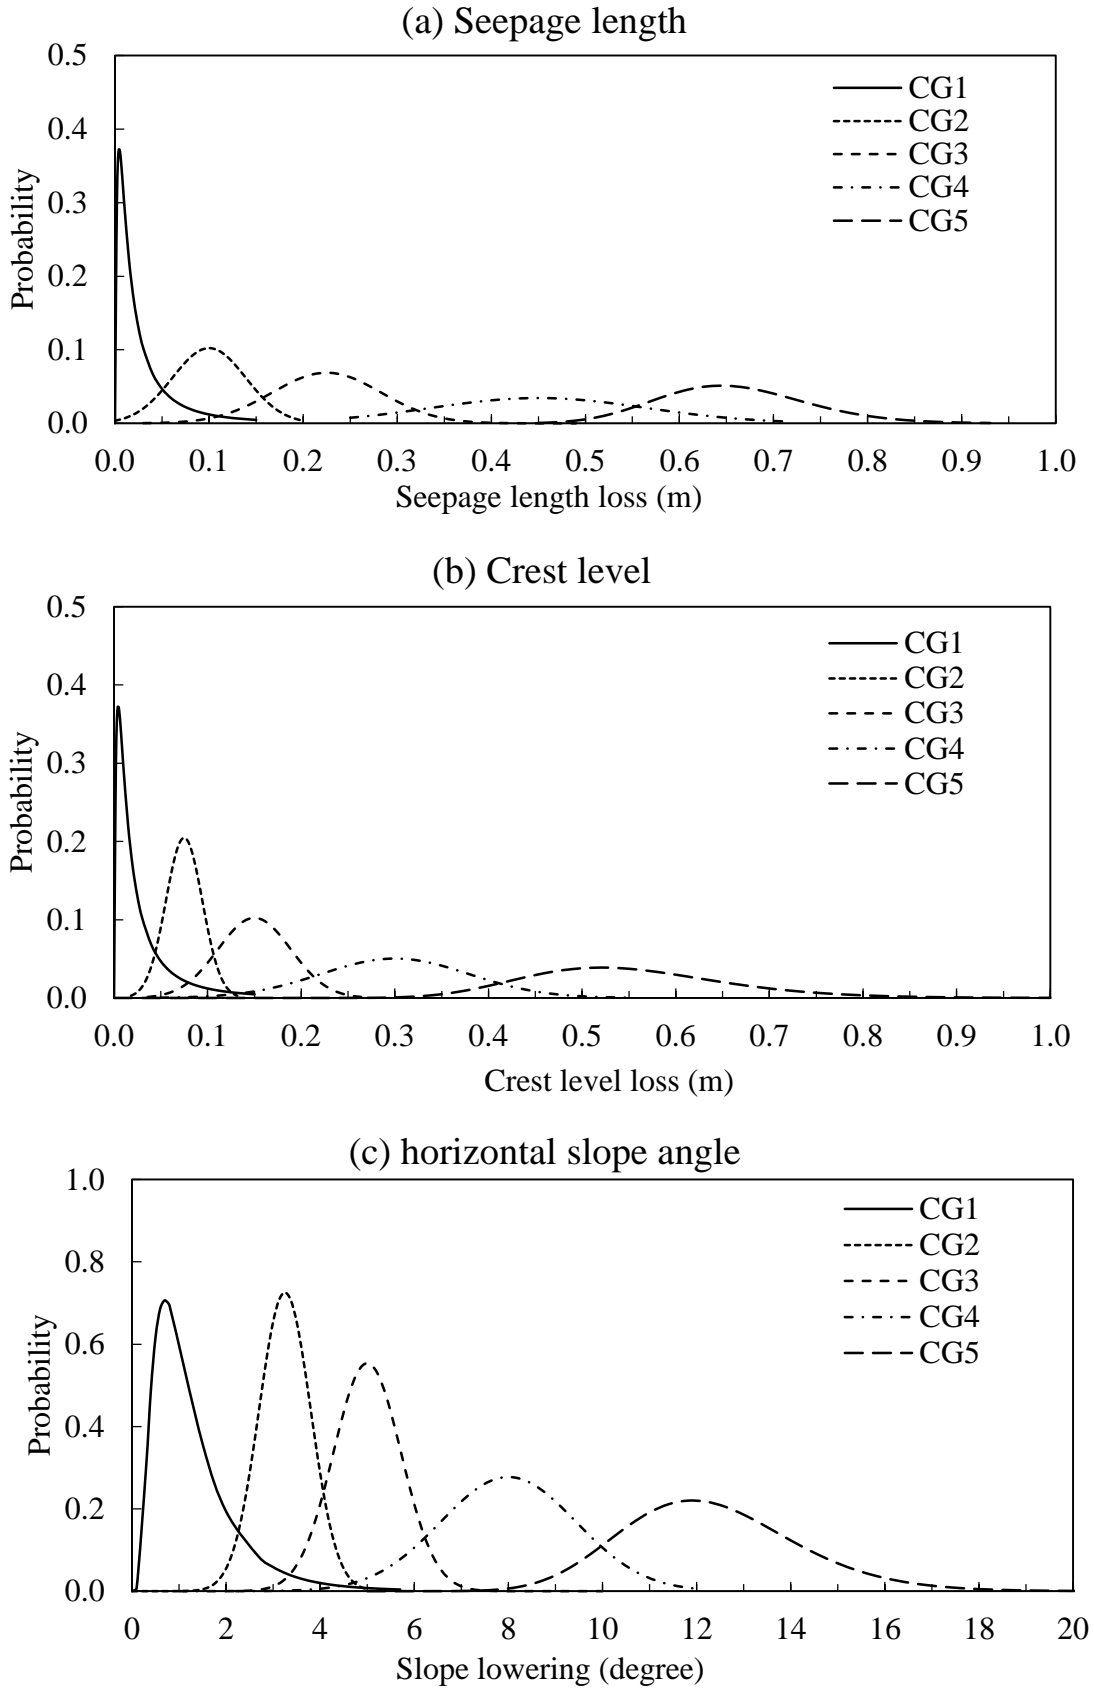 (a) Seepage length
0.5
0.4
0.3
0.2
0.1
0.0
Probability
CG1
CG2
CG3
CG4
CG5
0.0 0.1 0.2 0.3 0.4 0.5 0.6 0.7 0.8 0.9 1.0
Seepage length loss (m)
(b) Crest level
0.5
0.4
0.3
0.2
0.1
0.0
Probability
CG1
CG2
CG3
CG4
CG5
0.0 0.1 0.2 0.3 0.4 0.5 0.6 0.7 0.8 0.9 1.0
Crest level loss (m)
(c) horizontal slope angle
1.0
0.8
0.6
0.4
0.2
0.0
Probability
CG1
CG2
CG3
CG4
CG5
0 2 4 6 8 10 12 14 16 18 20
Slope lowering (degree)